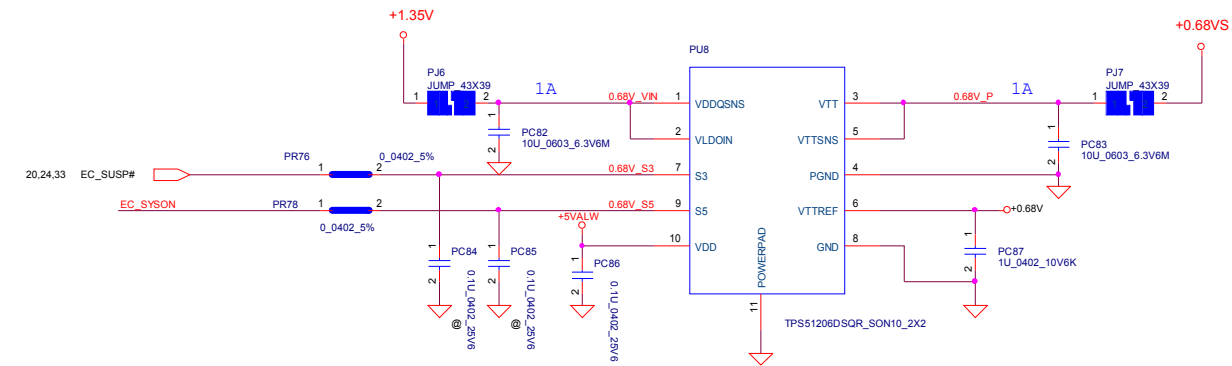 +1.35V
+0.68VS
PU8
PJ6
JUMP_43X39
1
2
1A
0.68V_VIN
1
VDDQSNS
VTT
3
0.68V_P
1A
PJ7
JUMP_43X39
1
2
2
VLDOIN
VTTSNS
5
1
2
PC82
10U_0603_6.3V6M
1
2
PC83
10U_0603_6.3V6M
20,24,33
EC_SUSP#
PR76
1
2
0_0402_5%
0.68V_S3
7
S3
PGND
4
EC_SYSON
PR78
1
2
0_0402_5%
0.68V_S5
9
S5
VTTREF
6
+0.68V
+5VALW
10
VDD
GND
8
1
2
PC87
1U_0402_10V6K
1
2
PC84
0.1U_0402_25V6
@
1
2
PC85
0.1U_0402_25V6
@
1
2
PC86
0.1U_0402_25V6
POWERPAD
11
TPS51206DSQR_SON10_2X2